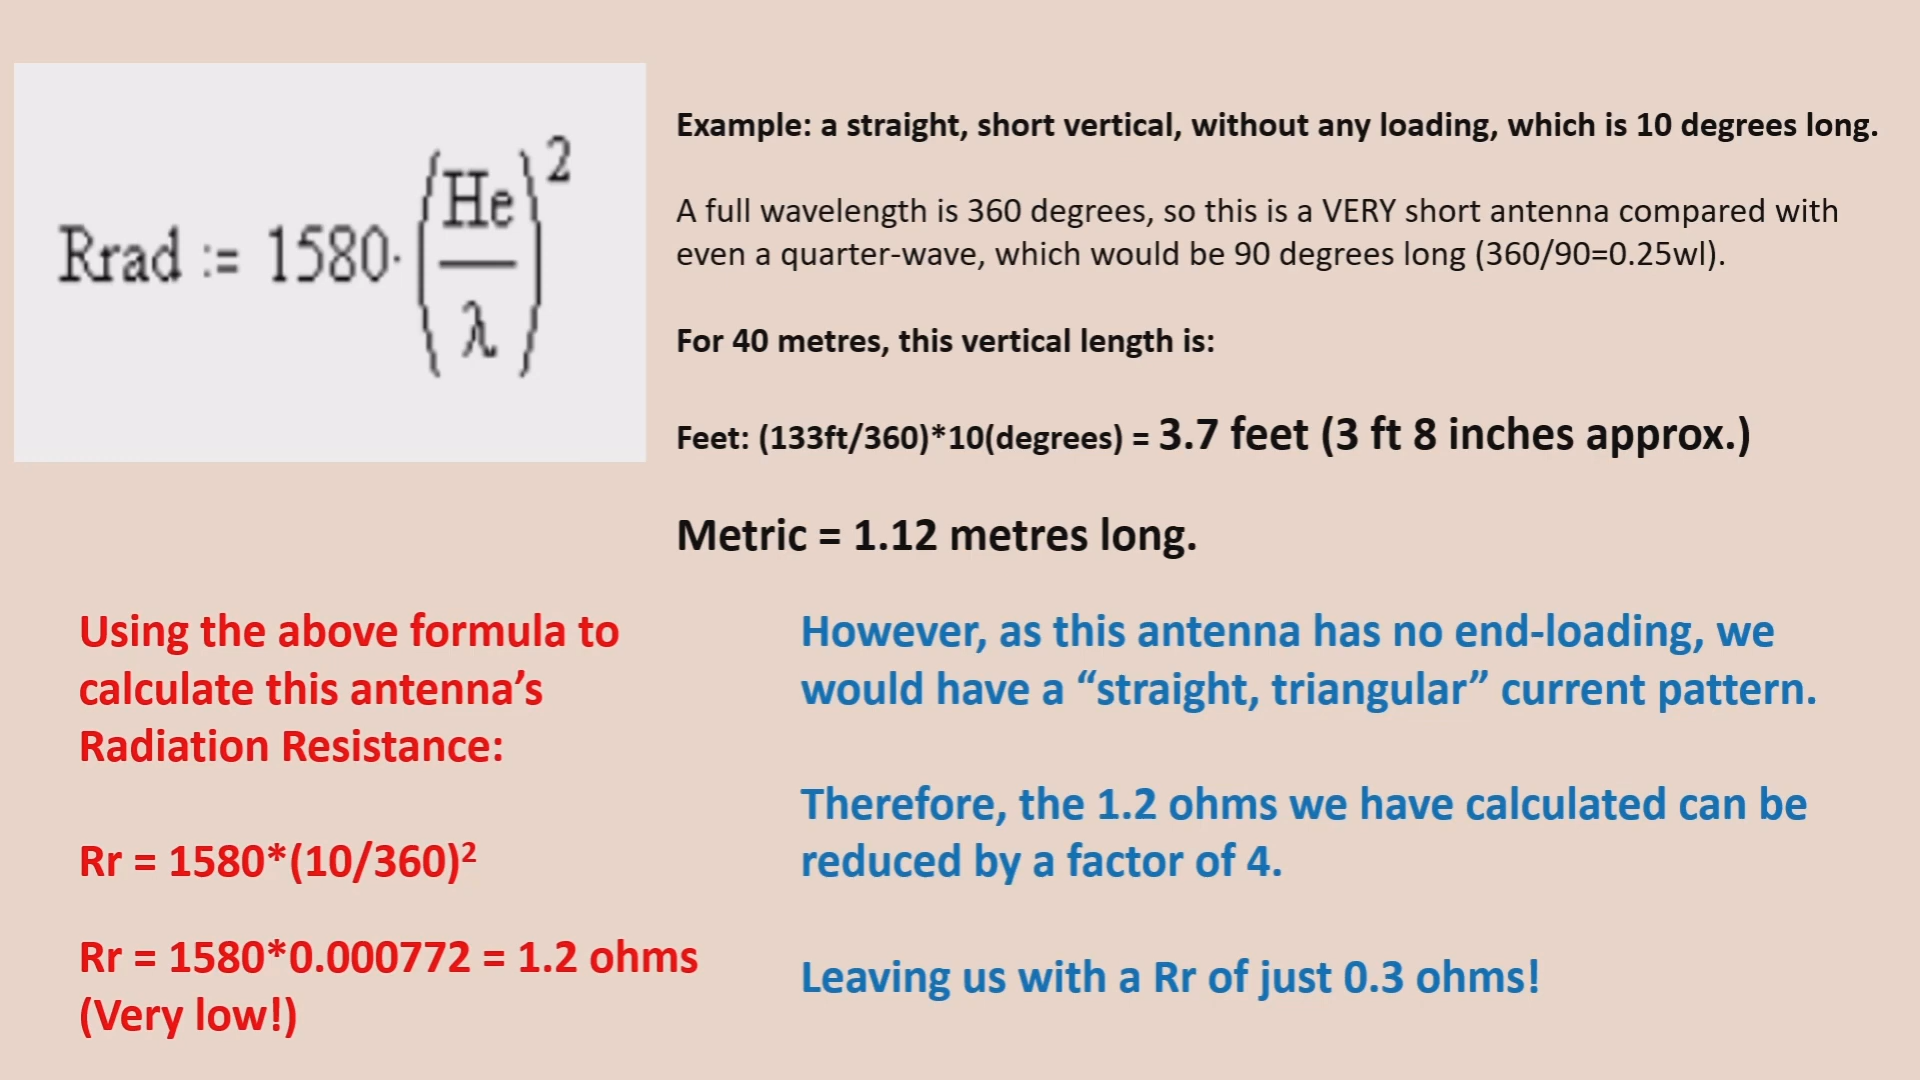 Rrad := 1580·(He/λ)²
Example: a straight, short vertical, without any loading, which is 10 degrees long.
A full wavelength is 360 degrees, so this is a VERY short antenna compared with
even a quarter-wave, which would be 90 degrees long (360/90=0.25wl).
For 40 metres, this vertical length is:
Feet: (133ft/360)*10(degrees) = 3.7 feet (3 ft 8 inches approx.)
Metric = 1.12 metres long.
Using the above formula to
calculate this antenna’s
Radiation Resistance:
Rr = 1580*(10/360)²
Rr = 1580*0.000772 = 1.2 ohms
(Very low!)
However, as this antenna has no end-loading, we
would have a “straight, triangular” current pattern.
Therefore, the 1.2 ohms we have calculated can be
reduced by a factor of 4.
Leaving us with a Rr of just 0.3 ohms!